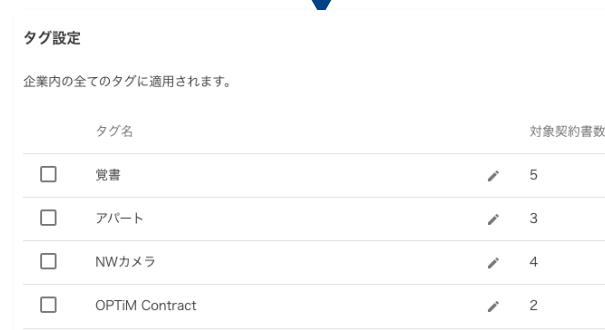 タグ設定
企業内の全てのタグに適用されます。
タグ名 対象契約書数
覚書 5
アパート 3
NWカメラ 4
OPTiM Contract 2